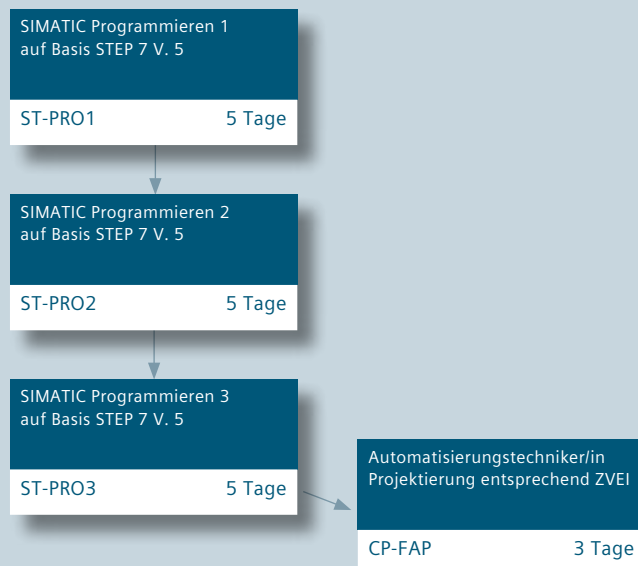 SIMATIC Programmieren 1
auf Basis STEP 7 V. 5
ST-PRO1 5 Tage
SIMATIC Programmieren 2
auf Basis STEP 7 V. 5
ST-PRO2 5 Tage
SIMATIC Programmieren 3
auf Basis STEP 7 V. 5
ST-PRO3 5 Tage
Automatisierungstechniker/in
Projektierung entsprechend ZVEI
CP-FAP 3 Tage